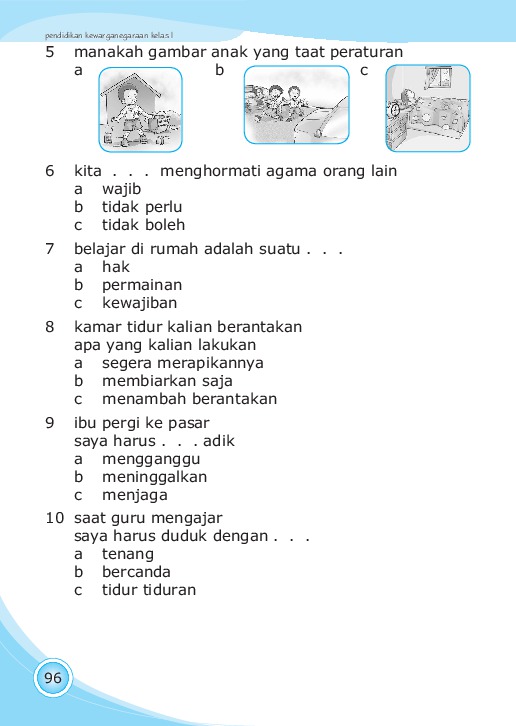 pendidikan kewarganegaraan kelas I
5 manakah gambar anak yang taat peraturan
a b c
6 kita . . . menghormati agama orang lain
a wajib
b tidak perlu
c tidak boleh
7 belajar di rumah adalah suatu . . .
a hak
b permainan
c kewajiban
8 kamar tidur kalian berantakan
apa yang kalian lakukan
a segera merapikannya
b membiarkan saja
c menambah berantakan
9 ibu pergi ke pasar
saya harus . . . adik
a mengganggu
b meninggalkan
c menjaga
10 saat guru mengajar
saya harus duduk dengan . . .
a tenang
b bercanda
c tidur tiduran
96